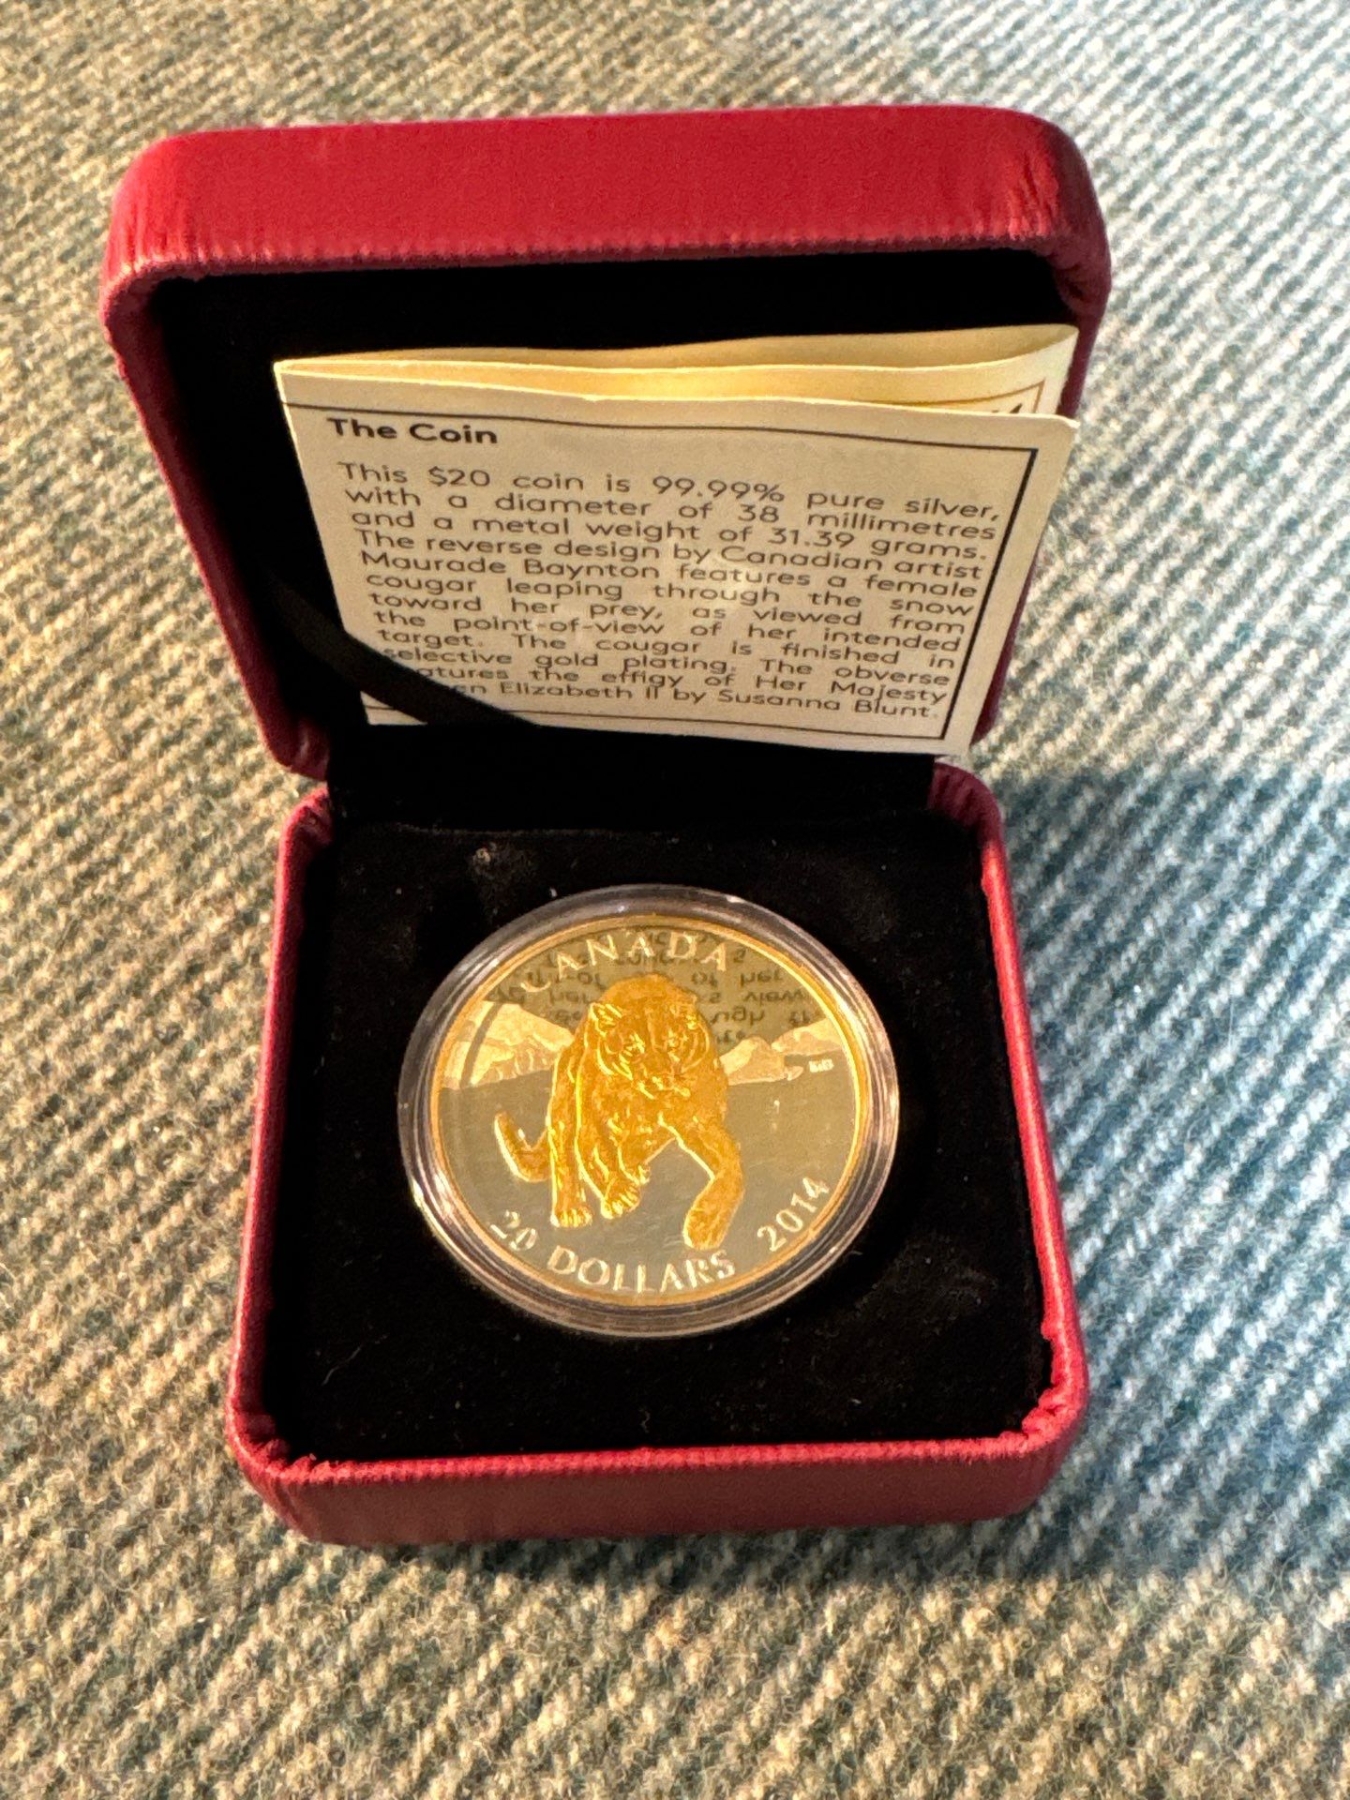 The Coin
This $20 coin is 99.99% pure silver,
with a diameter of 38 millimetres
and a metal weight of 31.39 grams.
The reverse design by Canadian artist
Maurade Baynton features a female
cougar leaping through the snow
toward her prey, as viewed from
the point-of-view of her intended
target. The cougar is finished in
selective gold plating. The obverse
the effigy of Her Majesty
Elizabeth II by Susanna Blunt.
CANADA
20 DOLLARS 2014